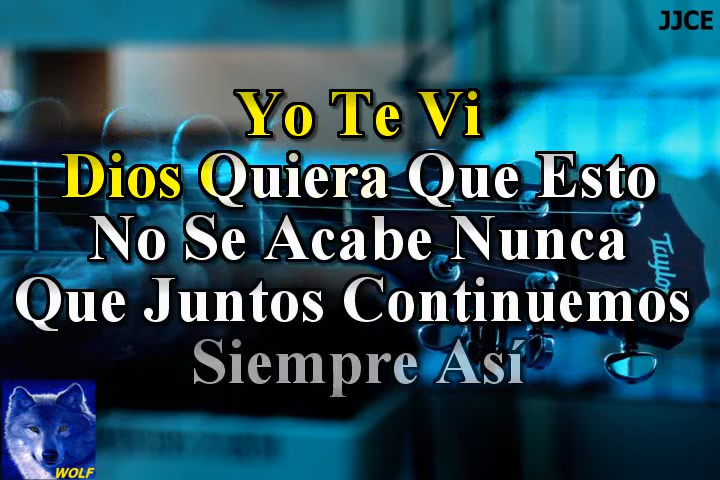 JJCE
Yo Te Vi
Dios Quiera Que Esto
No Se Acabe Nunca
Que Juntos Continuemos
Siempre Así
Taylor
WOLF